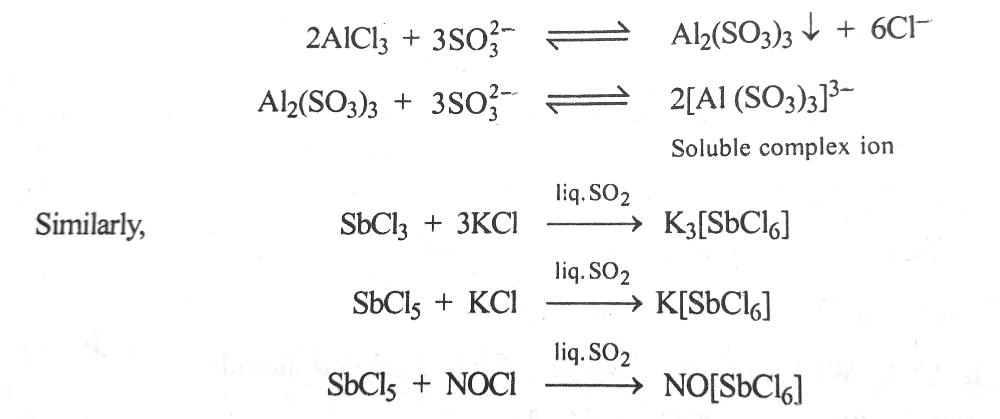 2AlCl₃ + 3SO₃²⁻ ⇌ Al₂(SO₃)₃ ↓ + 6Cl⁻
Al₂(SO₃)₃ + 3SO₃²⁻ ⇌ 2[Al (SO₃)₃]³⁻
Soluble complex ion
liq. SO₂
Similarly, SbCl₃ + 3KCl ⟶ K₃[SbCl₆]
liq. SO₂
SbCl₅ + KCl ⟶ K[SbCl₆]
liq. SO₂
SbCl₅ + NOCl ⟶ NO[SbCl₆]